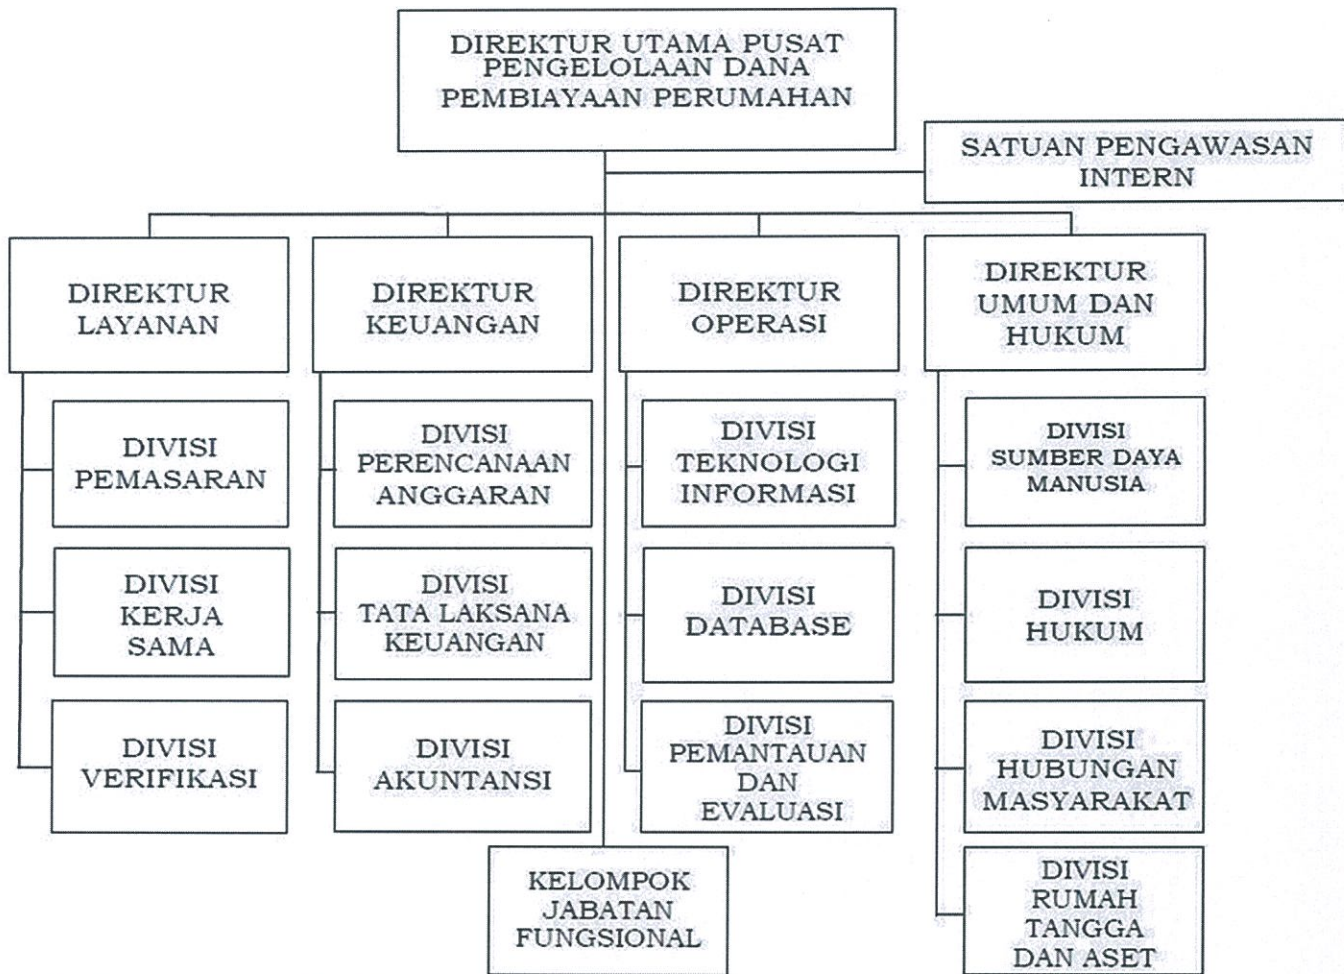 DIREKTUR UTAMA PUSAT
PENGELOLAAN DANA
PEMBIAYAAN PERUMAHAN
SATUAN PENGAWASAN
INTERN
DIREKTUR
LAYANAN
DIREKTUR
KEUANGAN
DIREKTUR
OPERASI
DIREKTUR
UMUM DAN
HUKUM
DIVISI
PEMASARAN
DIVISI
PERENCANAAN
ANGGARAN
DIVISI
TEKNOLOGI
INFORMASI
DIVISI
SUMBER DAYA
MANUSIA
DIVISI
KERJA
SAMA
DIVISI
TATA LAKSANA
KEUANGAN
DIVISI
DATABASE
DIVISI
HUKUM
DIVISI
VERIFIKASI
DIVISI
AKUNTANSI
DIVISI
PEMANTAUAN
DAN
EVALUASI
DIVISI
HUBUNGAN
MASYARAKAT
KELOMPOK
JABATAN
FUNGSIONAL
DIVISI
RUMAH
TANGGA
DAN ASET